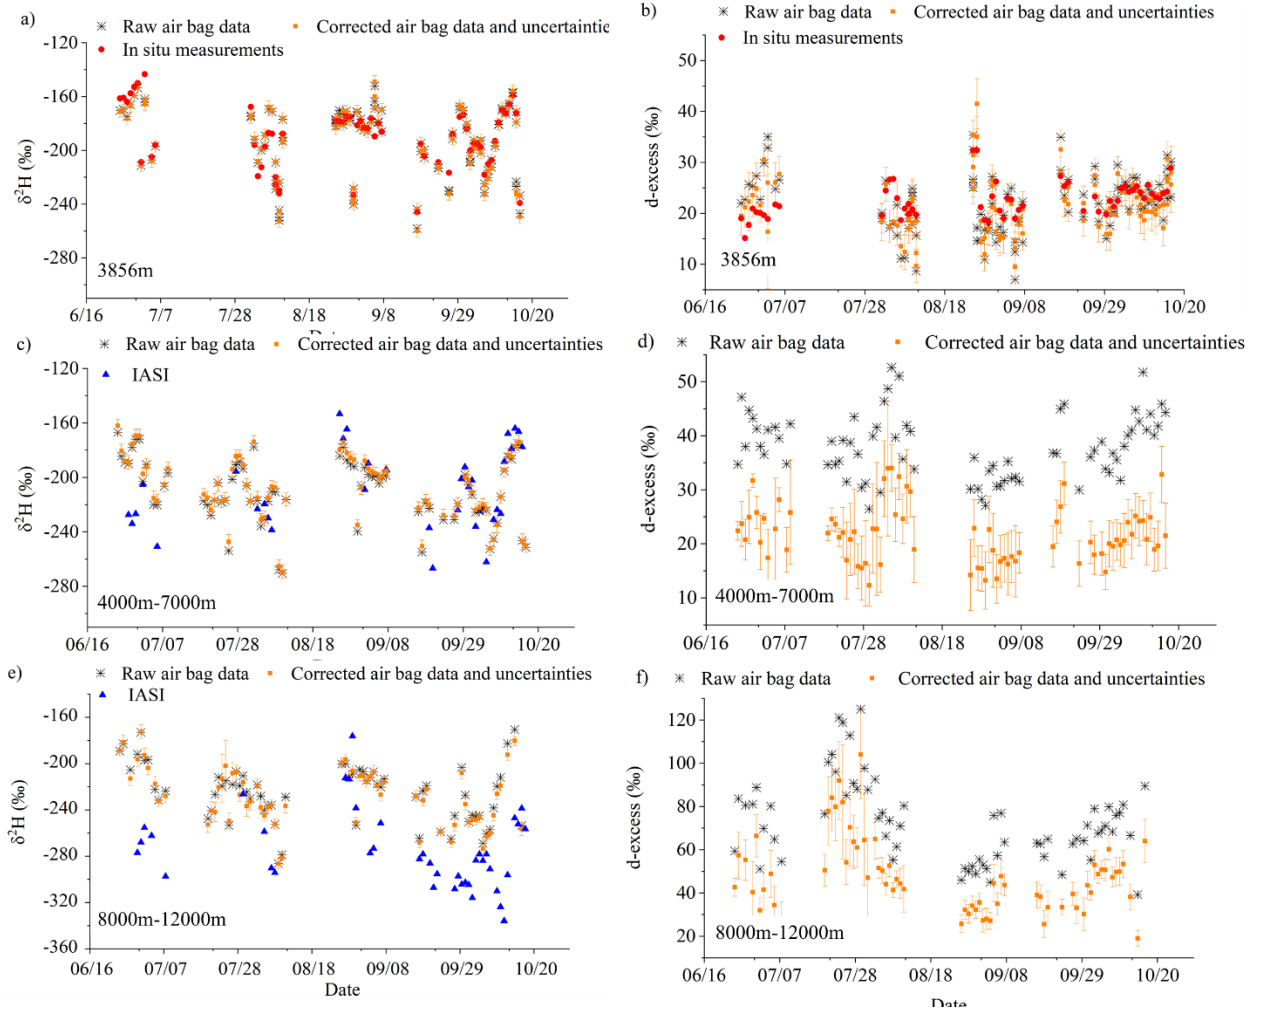 a)
Raw air bag data
Corrected air bag data and uncertainties
In situ measurements
-120
-160
-200
-240
-280
δ²H (‰)
3856m
6/16 7/7 7/28 8/18 9/8 9/29 10/20
b)
Raw air bag data
Corrected air bag data and uncertainties
In situ measurements
50
40
30
20
10
d-excess (‰)
3856m
06/16 07/07 07/28 08/18 09/08 09/29 10/20
c)
Raw air bag data
Corrected air bag data and uncertainties
IASI
-120
-160
-200
-240
-280
δ²H (‰)
4000m-7000m
06/16 07/07 07/28 08/18 09/08 09/29 10/20
d)
Raw air bag data
Corrected air bag data and uncertainties
50
40
30
20
10
d-excess (‰)
4000m-7000m
06/16 07/07 07/28 08/18 09/08 09/29 10/20
e)
Raw air bag data
Corrected air bag data and uncertainties
IASI
-160
-200
-240
-280
-320
-360
δ²H (‰)
8000m-12000m
06/16 07/07 07/28 08/18 09/08 09/29 10/20
Date
f)
Raw air bag data
Corrected air bag data and uncertainties
120
100
80
60
40
20
d-excess (‰)
8000m-12000m
06/16 07/07 07/28 08/18 09/08 09/29 10/20
Date